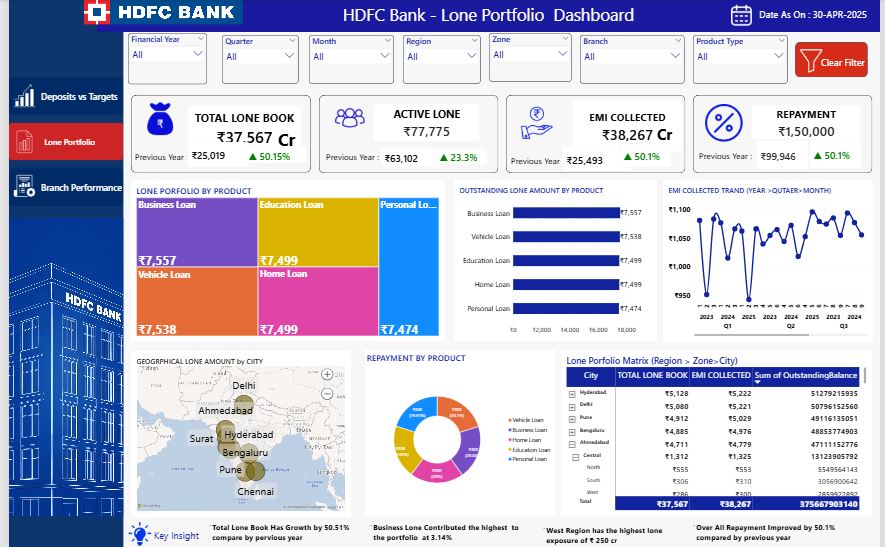 HDFC BANK
HDFC Bank - Lone Portfolio Dashboard
Date As On : 30-APR-2025
Financial Year
All
Quarter
All
Month
All
Region
All
Zone
All
Branch
All
Product Type
All
Clear Filter
Deposits vs Targets
Lone Portfolio
Branch Performance
HDFC BANK
TOTAL LONE BOOK
₹37,567 Cr
Previous Year : ₹25,019 ▲ 50.15%
ACTIVE LONE
₹77,775
Previous Year : ₹63,102 ▲ 23.3%
EMI COLLECTED
₹38,267 Cr
Previous Year ₹25,493 ▲ 50.1%
REPAYMENT
₹1,50,000
Previous Year : ₹99,946 ▲ 50.1%
LONE PORFOLIO BY PRODUCT
Business Loan
₹7,557
Education Loan
₹7,499
Personal Lo...
₹7,474
Vehicle Loan
₹7,538
Home Loan
₹7,499
OUTSTANDING LONE AMOUNT BY PRODUCT
Business Loan ₹7,557
Vehicle Loan ₹7,538
Education Loan ₹7,499
Home Loan ₹7,499
Personal Loan ₹7,474
₹0 ₹2,000 ₹4,000 ₹6,000 ₹8,000
EMI COLLECTED TRAND (YEAR >QUTAER>MONTH)
₹1,100
₹1,050
₹1,000
₹950
2023 2024 2025 2023 2024 2025 2023 2024
Q1 Q2 Q3
GEOGRPHICAL LONE AMOUNT by CIITY
Delhi
Ahmedabad
Surat
Hyderabad
Bengaluru
Pune
Chennai
REPAYMENT BY PRODUCT
Vehicle Loan
Business Loan
Home Loan
Education Loan
Personal Loan
Lone Porfolio Matrix (Region > Zone>City)
City TOTAL LONE BOOK EMI COLLECTED Sum of OutstandingBalance
Hyderabad ₹5,128 ₹5,222 51279215935
Delhi ₹5,080 ₹5,221 50796152560
Pune ₹4,912 ₹5,029 49116135051
Bengaluru ₹4,885 ₹4,976 48853774903
Ahmedabad ₹4,711 ₹4,779 47111152776
Central ₹1,312 ₹1,325 13123905792
North ₹555 ₹553 5549564143
South ₹306 ₹310 3056900642
West ₹286 ₹300 2859922892
Total ₹37,567 ₹38,267 375667903140
Key Insight
Total Lone Book Has Growth by 50.51%
compare by pervious year
Business Lone Contributed the highest to
the portfolio at 3.14%
West Region has the highest lone
exposure of ₹ 250 cr
Over All Repayment Improved by 50.1%
compared by previous year